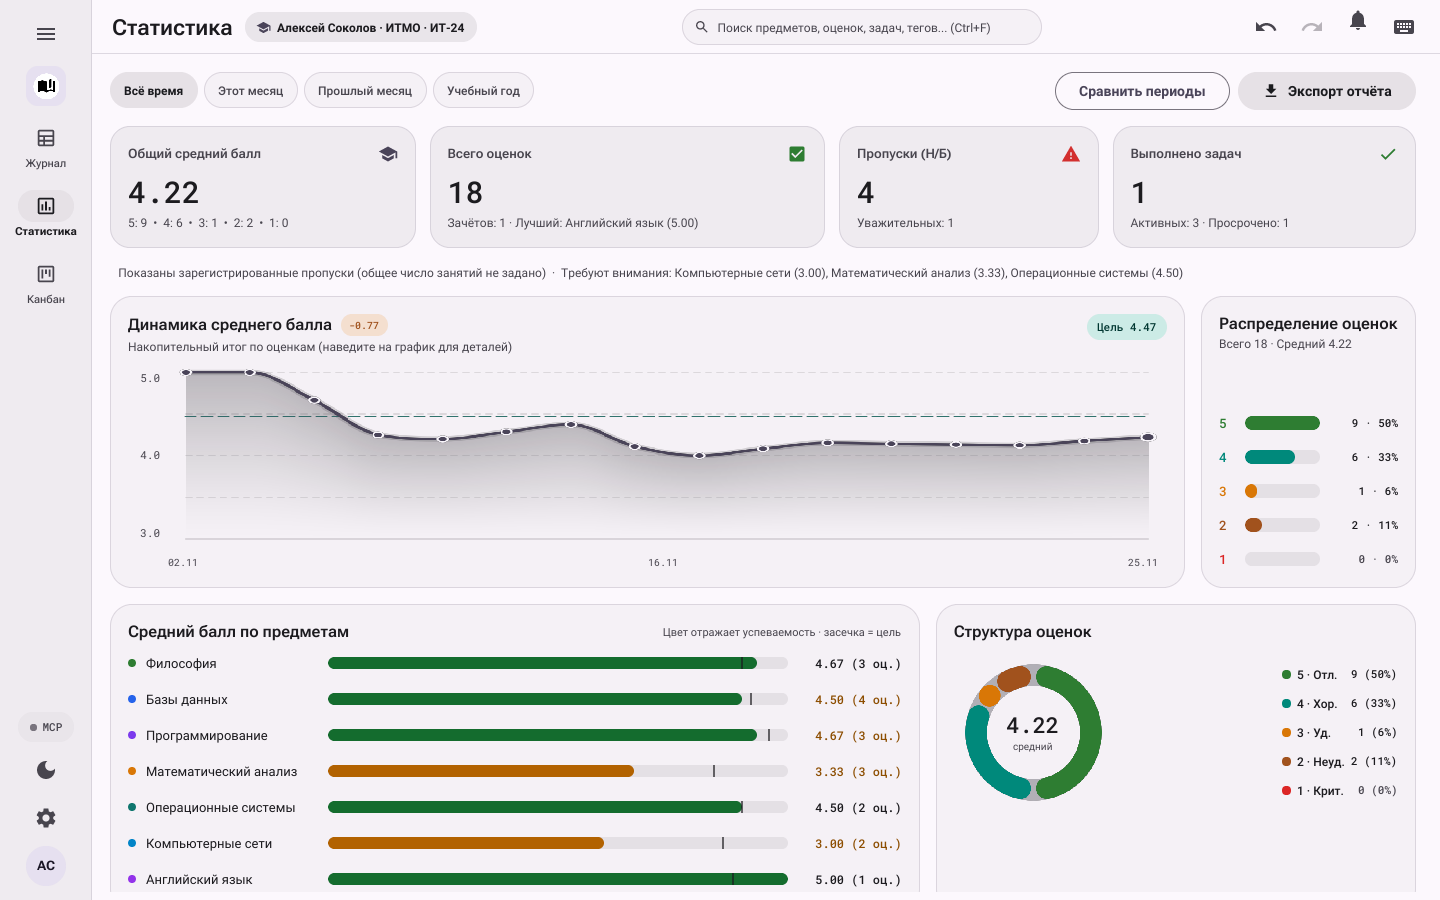 Статистика
Алексей Соколов · ИТМО · ИТ-24
Поиск предметов, оценок, задач, тегов... (Ctrl+F)
Журнал
Статистика
Канбан
MCP
АС
Всё время
Этот месяц
Прошлый месяц
Учебный год
Сравнить периоды
Экспорт отчёта
Общий средний балл
4.22
5: 9 • 4: 6 • 3: 1 • 2: 2 • 1: 0
Всего оценок
18
Зачётов: 1 · Лучший: Английский язык (5.00)
Пропуски (Н/Б)
4
Уважительных: 1
Выполнено задач
1
Активных: 3 · Просрочено: 1
Показаны зарегистрированные пропуски (общее число занятий не задано) · Требуют внимания: Компьютерные сети (3.00), Математический анализ (3.33), Операционные системы (4.50)
Динамика среднего балла
-0.77
Цель 4.47
Накопительный итог по оценкам (наведите на график для деталей)
5.0
4.0
3.0
02.11
16.11
25.11
Распределение оценок
Всего 18 · Средний 4.22
5 9 · 50%
4 6 · 33%
3 1 · 6%
2 2 · 11%
1 0 · 0%
Средний балл по предметам
Цвет отражает успеваемость · засечка = цель
Философия 4.67 (3 оц.)
Базы данных 4.50 (4 оц.)
Программирование 4.67 (3 оц.)
Математический анализ 3.33 (3 оц.)
Операционные системы 4.50 (2 оц.)
Компьютерные сети 3.00 (2 оц.)
Английский язык 5.00 (1 оц.)
Структура оценок
4.22
средний
5 · Отл. 9 (50%)
4 · Хор. 6 (33%)
3 · Уд. 1 (6%)
2 · Неуд. 2 (11%)
1 · Крит. 0 (0%)